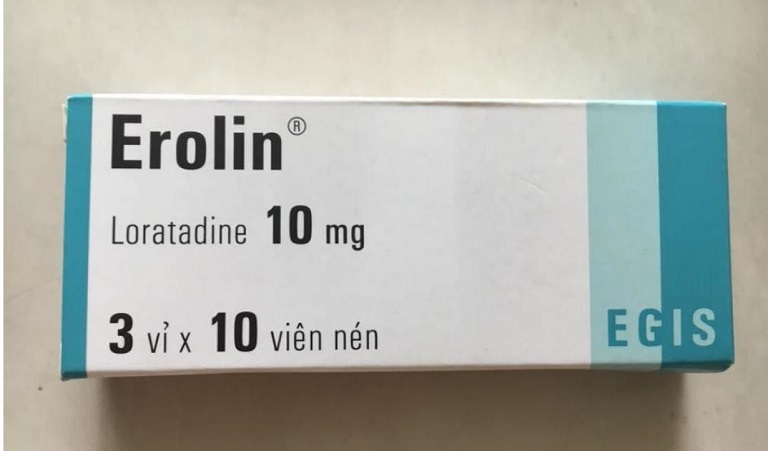 Erolin®
Loratadine 10 mg
3 vỉ x 10 viên nén
EGIS